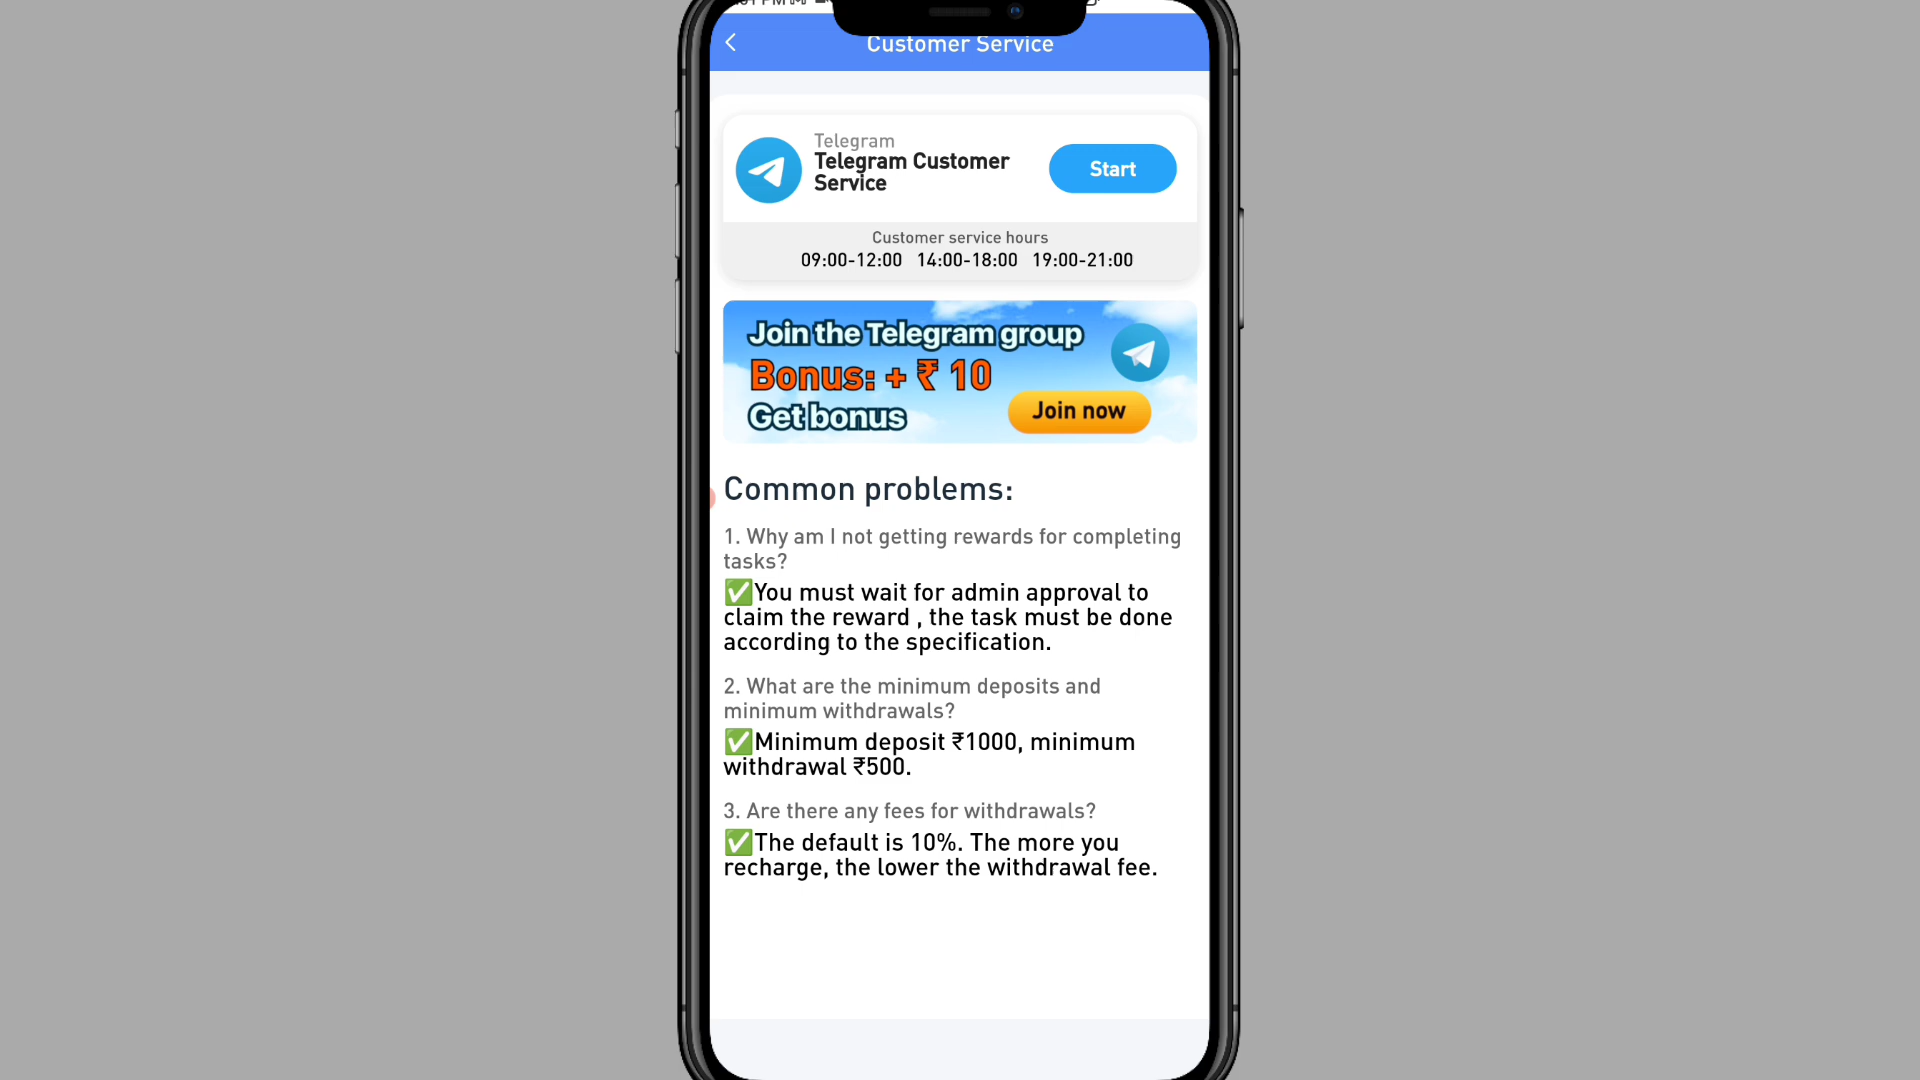 Customer Service
Telegram
Telegram Customer
Service
Start
Customer service hours
09:00-12:00 14:00-18:00 19:00-21:00
Join the Telegram group
Bonus: + ₹ 10
Get bonus
Join now
Common problems:
1. Why am I not getting rewards for completing
tasks?
✅You must wait for admin approval to
claim the reward , the task must be done
according to the specification.
2. What are the minimum deposits and
minimum withdrawals?
✅Minimum deposit ₹1000, minimum
withdrawal ₹500.
3. Are there any fees for withdrawals?
✅The default is 10%. The more you
recharge, the lower the withdrawal fee.